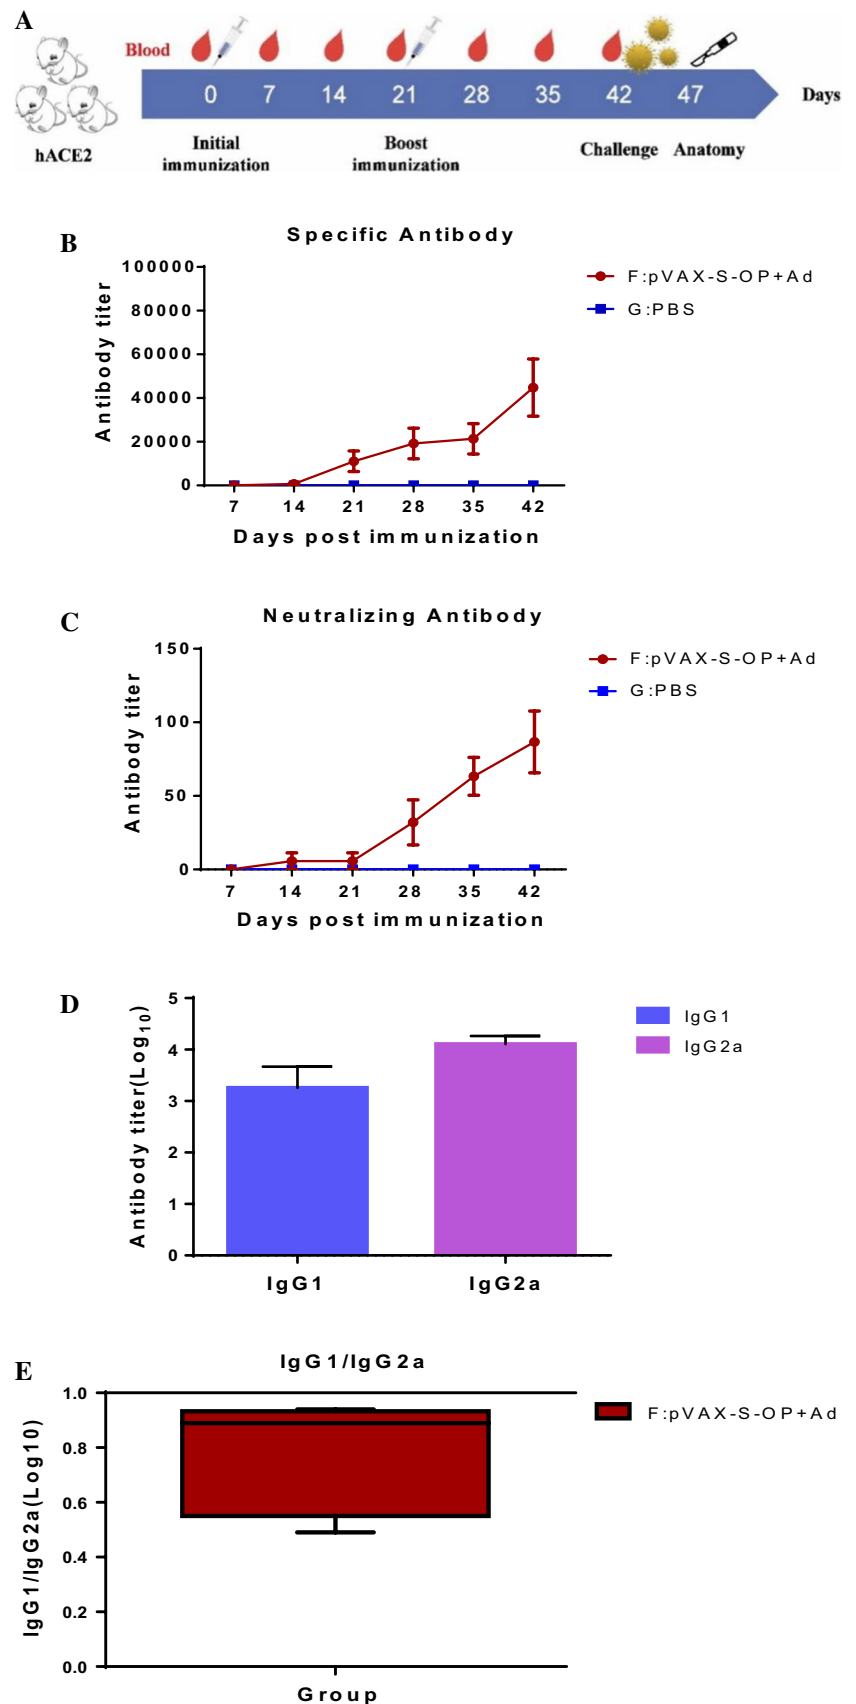 A
Blood
0 7 14 21 28 35 42 47
Days
hACE2
Initial
immunization
Boost
immunization
Challenge
Anatomy
B
Specific Antibody
Antibody titer
100000
80000
60000
40000
20000
0
7 14 21 28 35 42
Days post immunization
F:pVAX-S-OP+Ad
G:PBS
C
Neutralizing Antibody
Antibody titer
150
100
50
0
7 14 21 28 35 42
Days post immunization
F:pVAX-S-OP+Ad
G:PBS
D
Antibody titer(Log10)
5
4
3
2
1
0
IgG1 IgG2a
IgG1
IgG2a
E
IgG1/IgG2a
IgG1/IgG2a(Log10)
1.0
0.8
0.6
0.4
0.2
0.0
Group
F:pVAX-S-OP+Ad